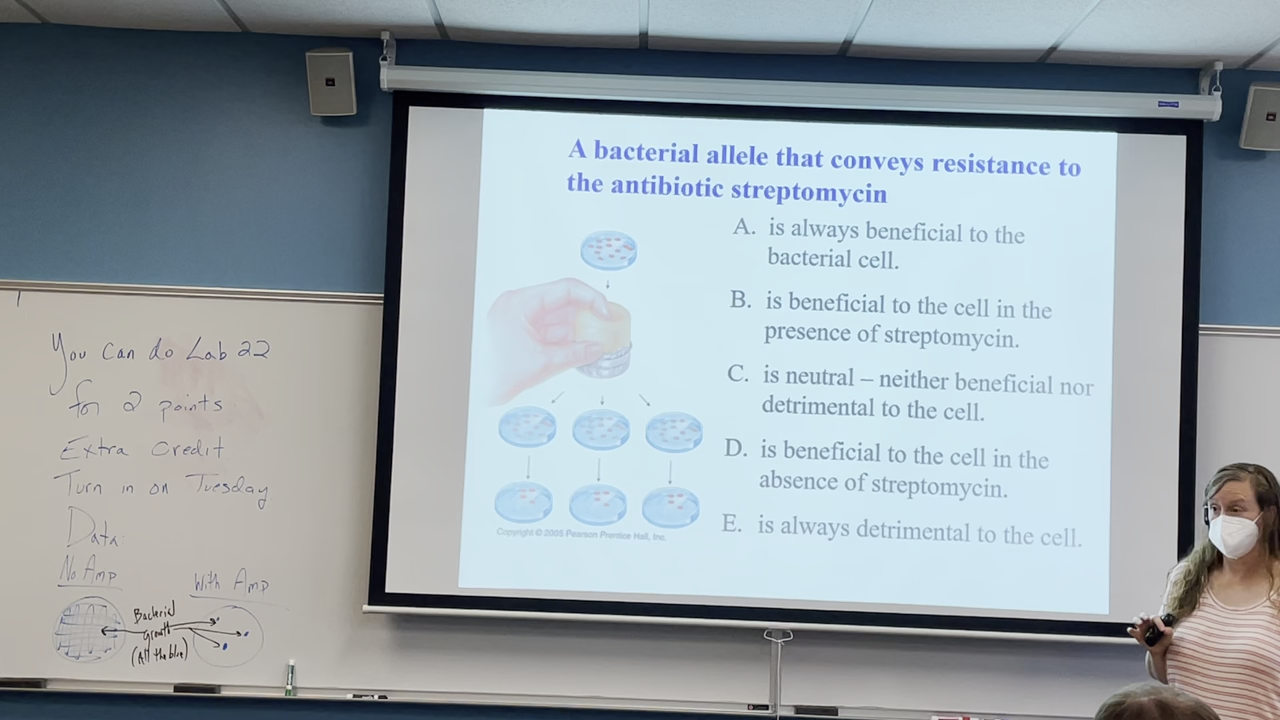 A bacterial allele that conveys resistance to
the antibiotic streptomycin
A. is always beneficial to the
bacterial cell.
B. is beneficial to the cell in the
presence of streptomycin.
C. is neutral – neither beneficial nor
detrimental to the cell.
D. is beneficial to the cell in the
absence of streptomycin.
E. is always detrimental to the cell.
Copyright © 2005 Pearson Prentice Hall, Inc.
You can do Lab 22
for 2 points
Extra Credit
Turn in on Tuesday
Data
No Amp
With Amp
Bacterial
Growth
(All the blue)